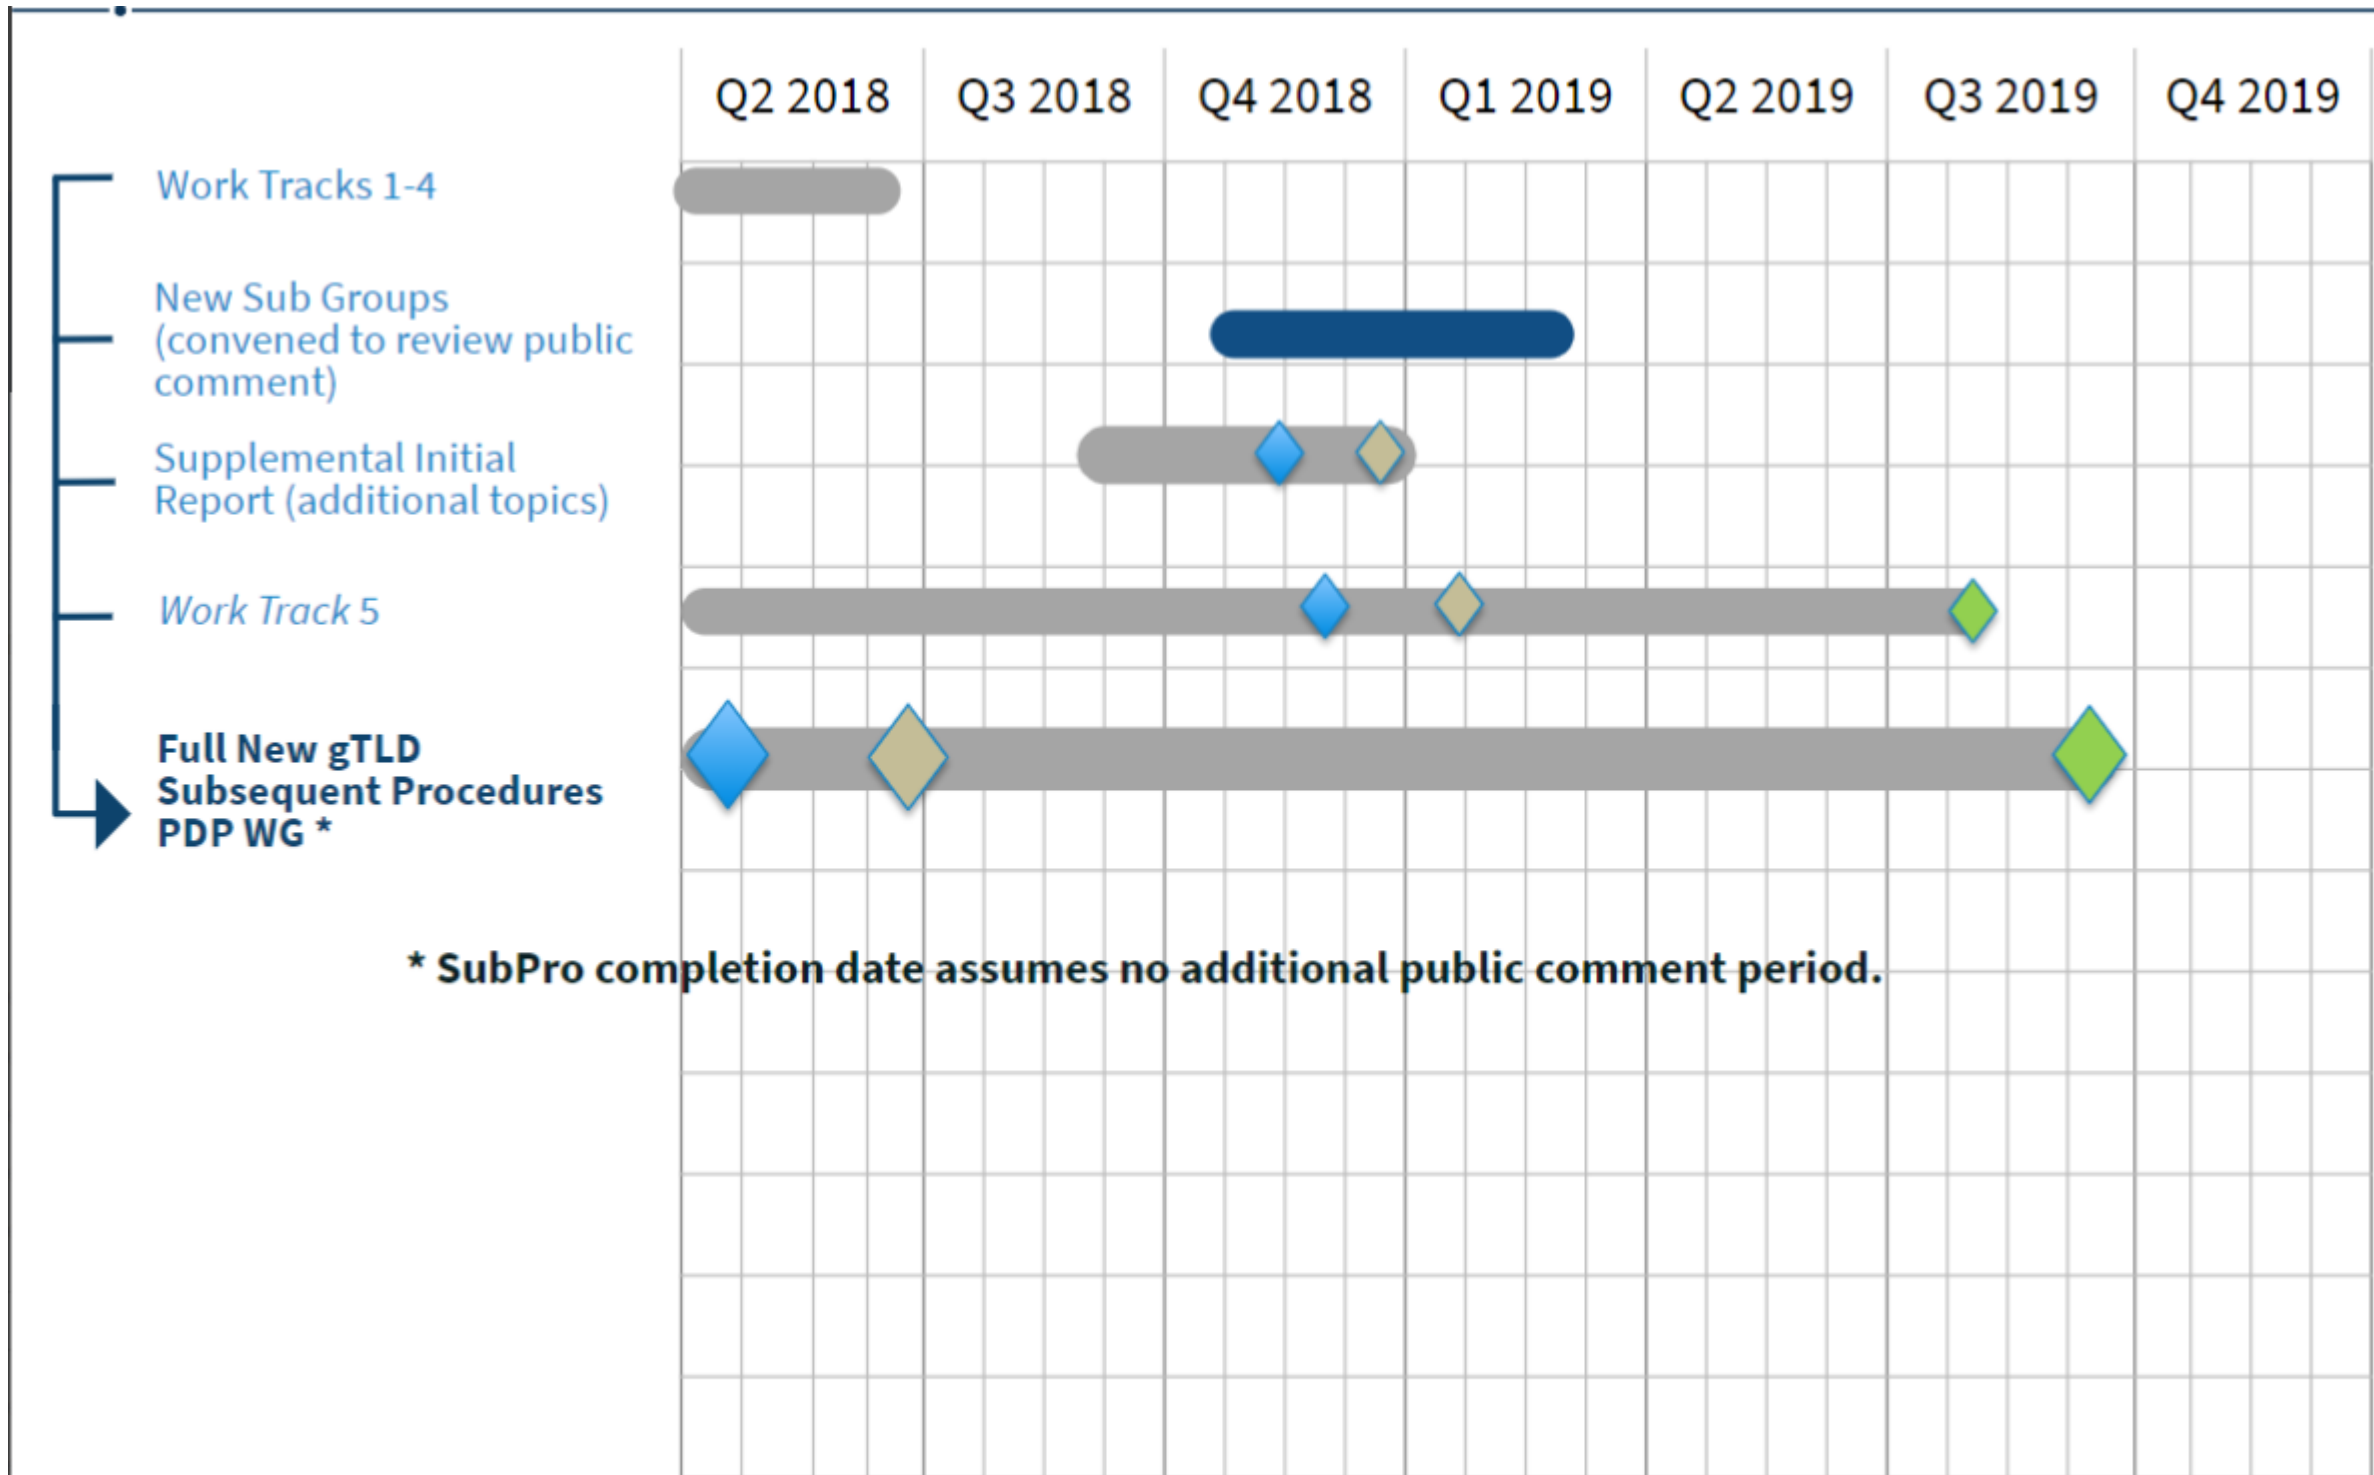 Q2 2018 Q3 2018 Q4 2018 Q1 2019 Q2 2019 Q3 2019 Q4 2019
Work Tracks 1-4
New Sub Groups
(convened to review public
comment)
Supplemental Initial
Report (additional topics)
Work Track 5
Full New gTLD
Subsequent Procedures
PDP WG *
* SubPro completion date assumes no additional public comment period.